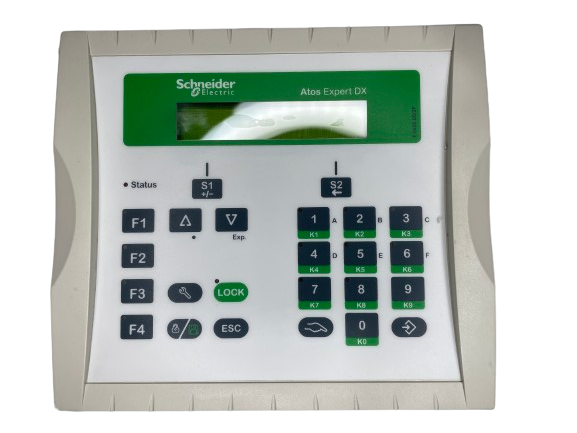 Schneider
Electric
Atos Expert DX
Status
S1
+/−
S2
F1
Exp.
1 A 2 B 3 C
K1 K2 K3
F2
4 D 5 E 6 F
K4 K5 K6
F3
LOCK
7 8 9
K7 K8 K9
F4
ESC
0
K0